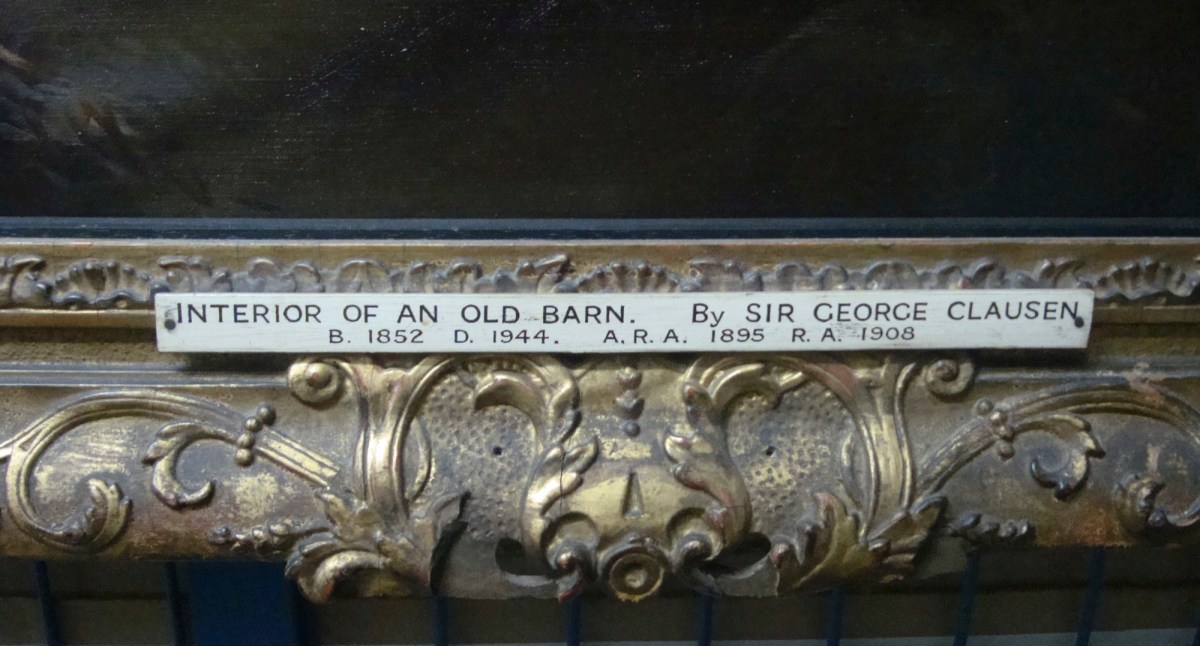 INTERIOR OF AN OLD BARN. By SIR GEORGE CLAUSEN
B. 1852 D. 1944. A.R.A. 1895 R.A. 1908